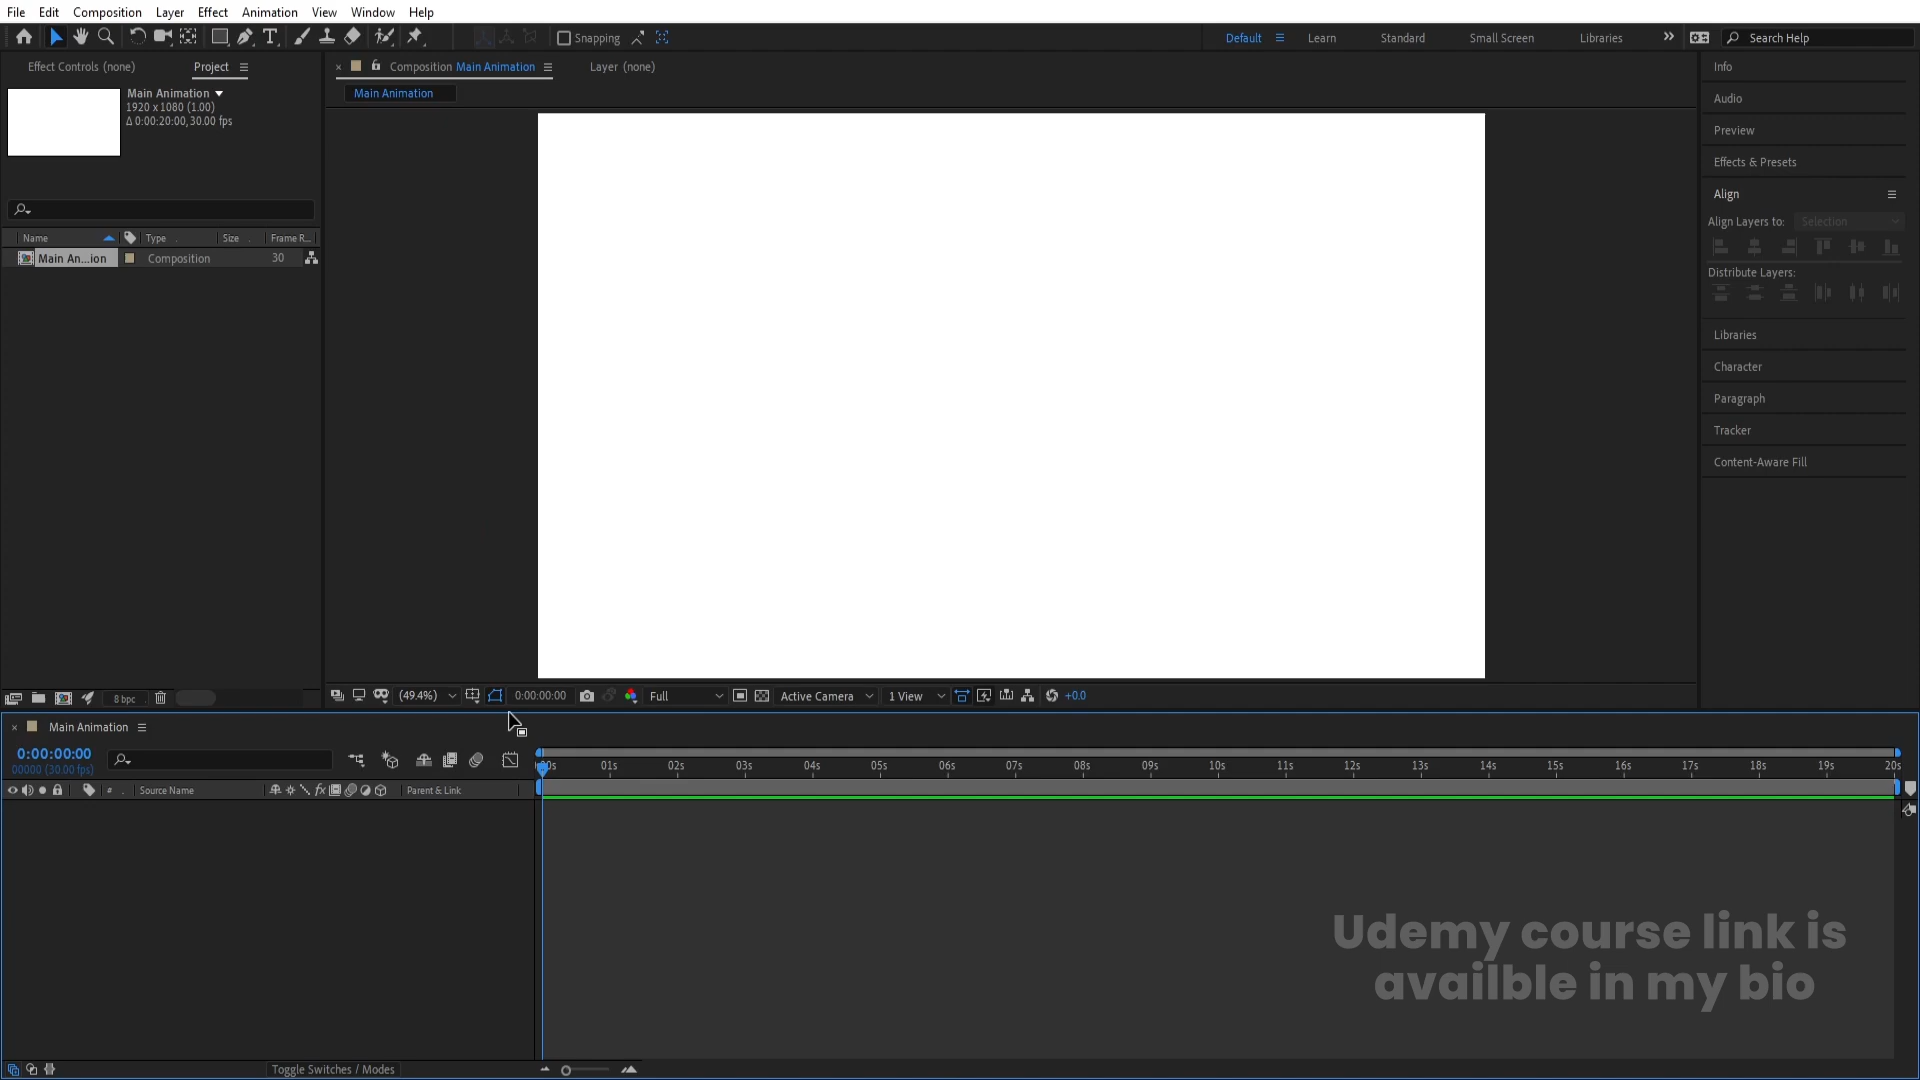 File Edit Composition Layer Effect Animation View Window Help
Snapping Default Learn Standard Small Screen Libraries Search Help
Effect Controls (none) Project
Main Animation
1920 x 1080 (1.00)
Δ 0:00:20:00, 30.00 fps
Name Type Size Frame R...
Main An...ion Composition 30
8 bpc
Composition Main Animation Layer (none)
Main Animation
(49.4%) 0:00:00:00 Full Active Camera 1 View +0.0
Info
Audio
Preview
Effects & Presets
Align
Align Layers to: Selection
Distribute Layers:
Libraries
Character
Paragraph
Tracker
Content-Aware Fill
Main Animation
0:00:00:00
00000 (30.00 fps)
# Source Name fx Parent & Link
01s 02s 03s 04s 05s 06s 07s 08s 09s 10s 11s 12s 13s 14s 15s 16s 17s 18s 19s 20s
Udemy course link is
availble in my bio
Toggle Switches / Modes